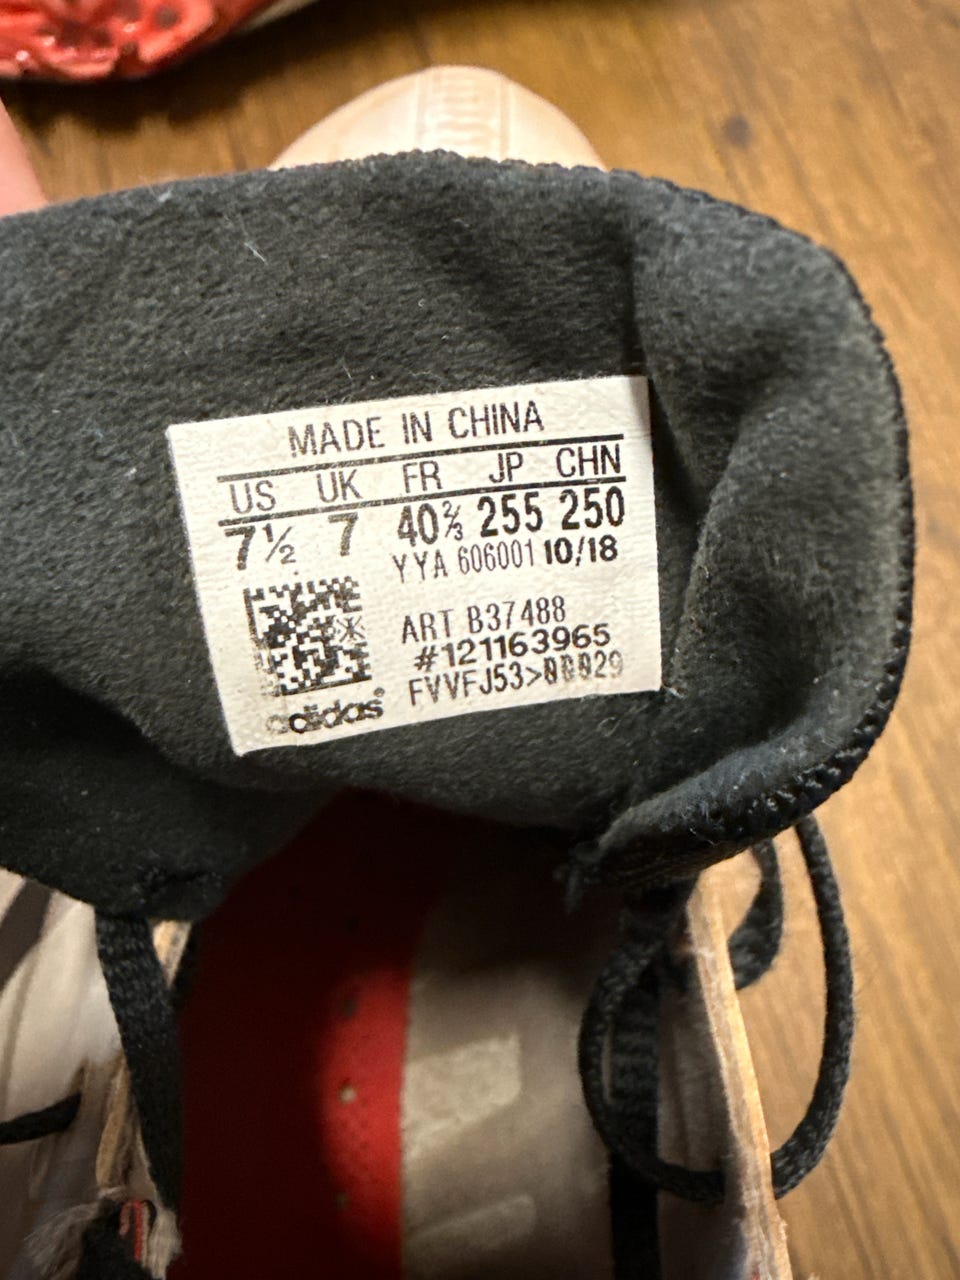 MADE IN CHINA
US UK FR JP CHN
7½ 7 40⅔ 255 250
YYA 606001 10/18
ART B37488
#121163965
FVVFJ53>
adidas®